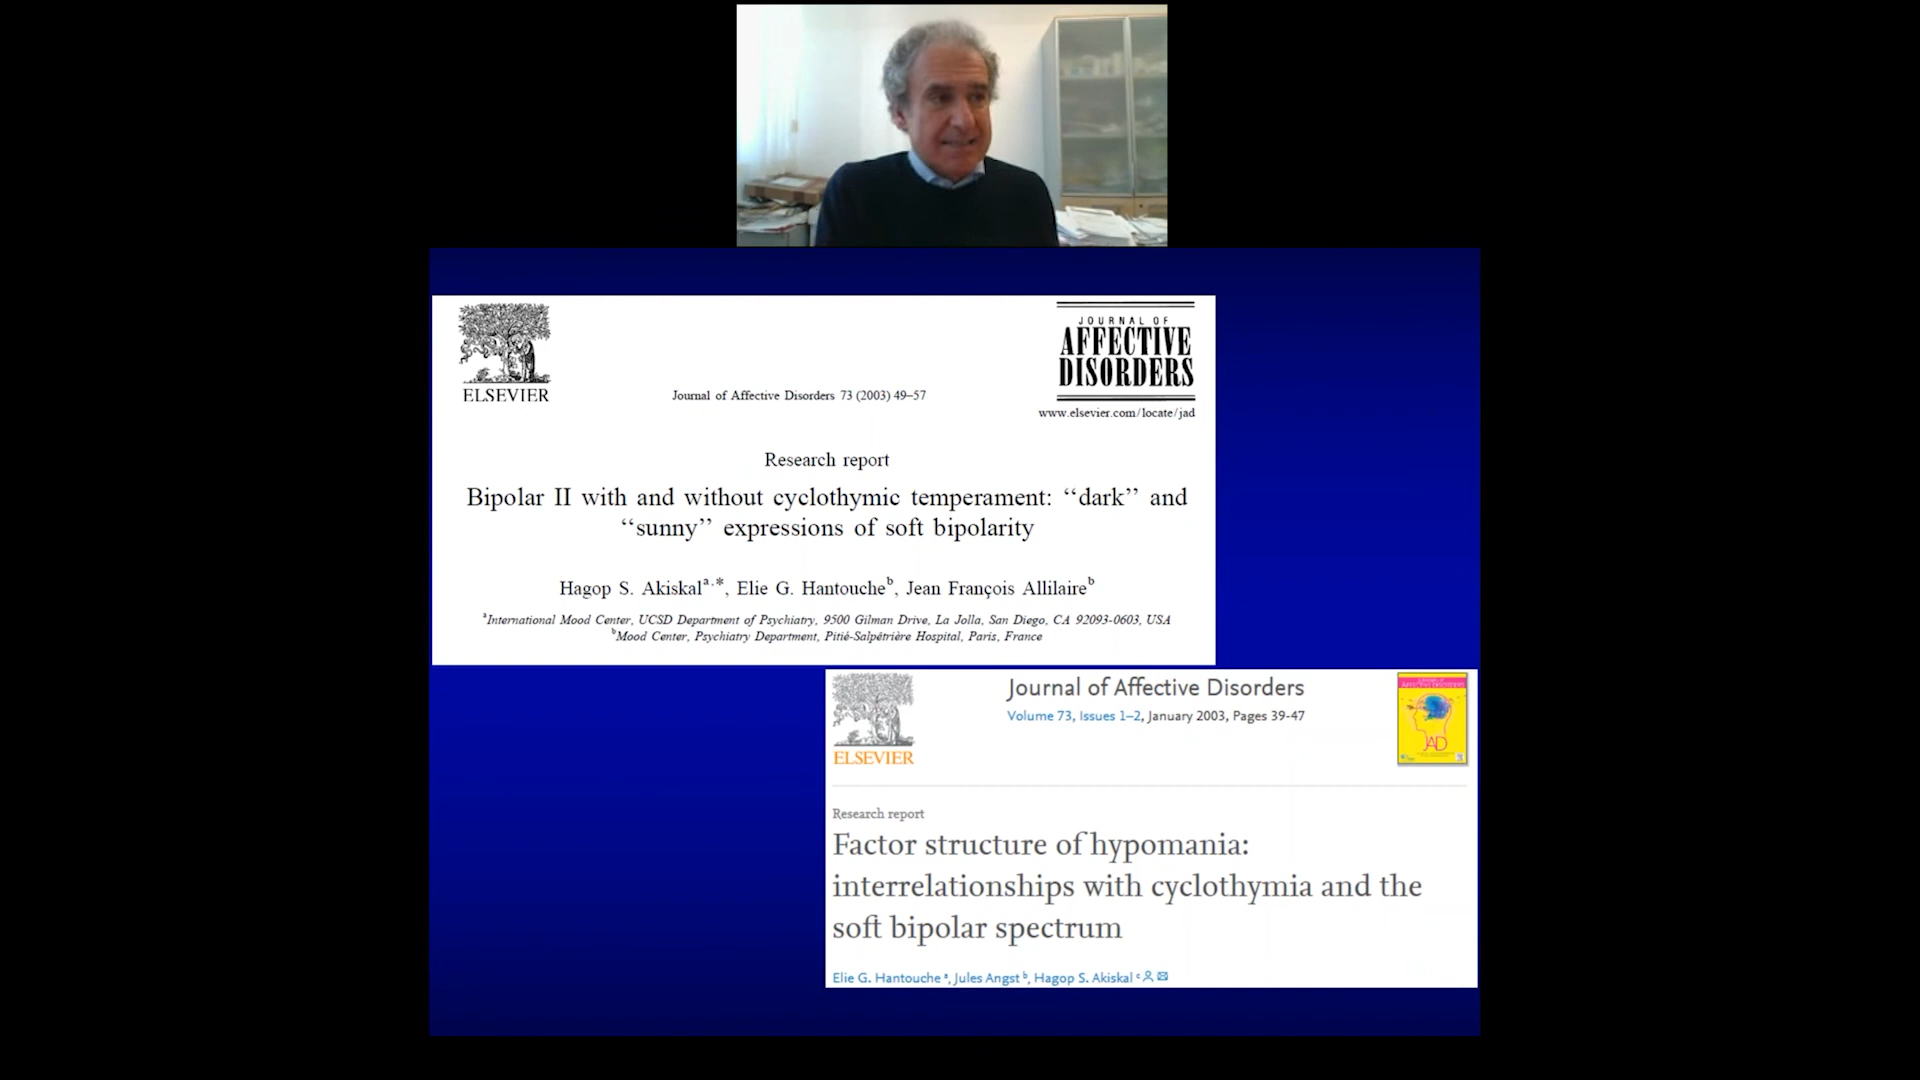 ELSEVIER
JOURNAL OF
AFFECTIVE
DISORDERS
Journal of Affective Disorders 73 (2003) 49–57
www.elsevier.com/locate/jad
Research report
Bipolar II with and without cyclothymic temperament: ‘‘dark’’ and
‘‘sunny’’ expressions of soft bipolarity
Hagop S. Akiskal a,*, Elie G. Hantouche b, Jean François Allilaire b
a International Mood Center, UCSD Department of Psychiatry, 9500 Gilman Drive, La Jolla, San Diego, CA 92093-0603, USA
b Mood Center, Psychiatry Department, Pitié-Salpêtrière Hospital, Paris, France
ELSEVIER
Journal of Affective Disorders
Volume 73, Issues 1–2, January 2003, Pages 39-47
JAD
Research report
Factor structure of hypomania:
interrelationships with cyclothymia and the
soft bipolar spectrum
Elie G. Hantouche a, Jules Angst b, Hagop S. Akiskal c